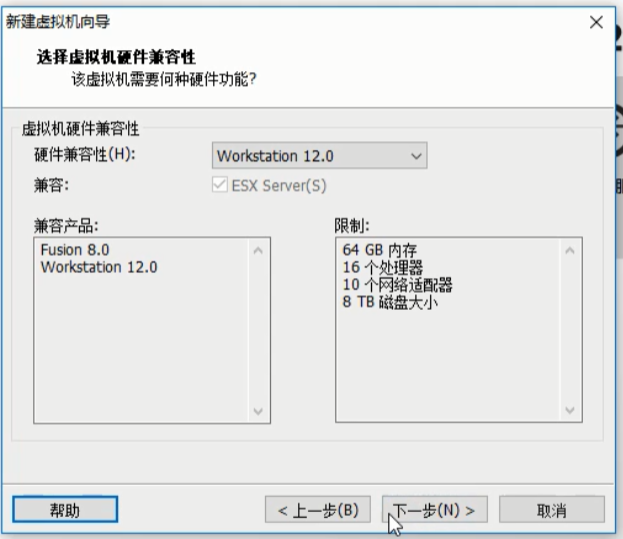 新建虚拟机向导
选择虚拟机硬件兼容性
该虚拟机需要何种硬件功能?
虚拟机硬件兼容性
硬件兼容性(H):
Workstation 12.0
兼容:
ESX Server(S)
兼容产品:
Fusion 8.0
Workstation 12.0
限制:
64 GB 内存
16 个处理器
10 个网络适配器
8 TB 磁盘大小
帮助
< 上一步(B)
下一步(N) >
取消